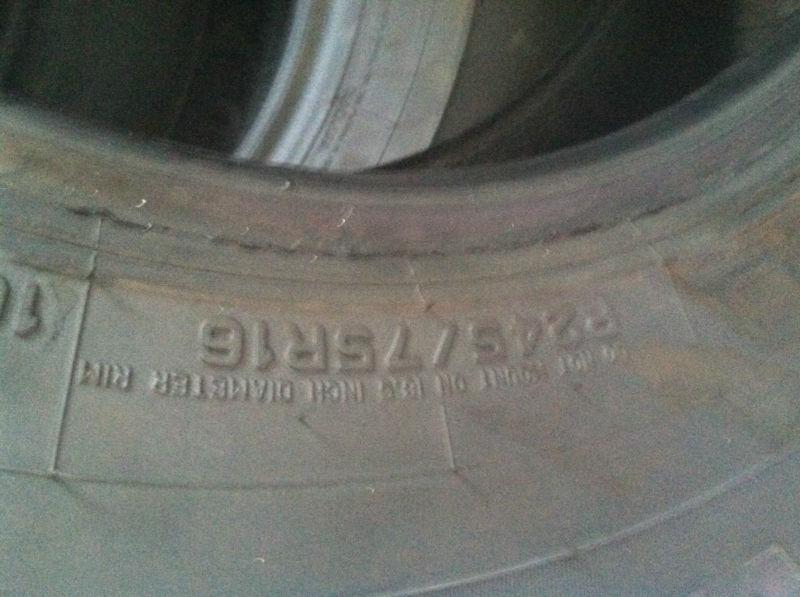 DO NOT MOUNT ON 16.5 INCH DIAMETER RIM
P245/75R16